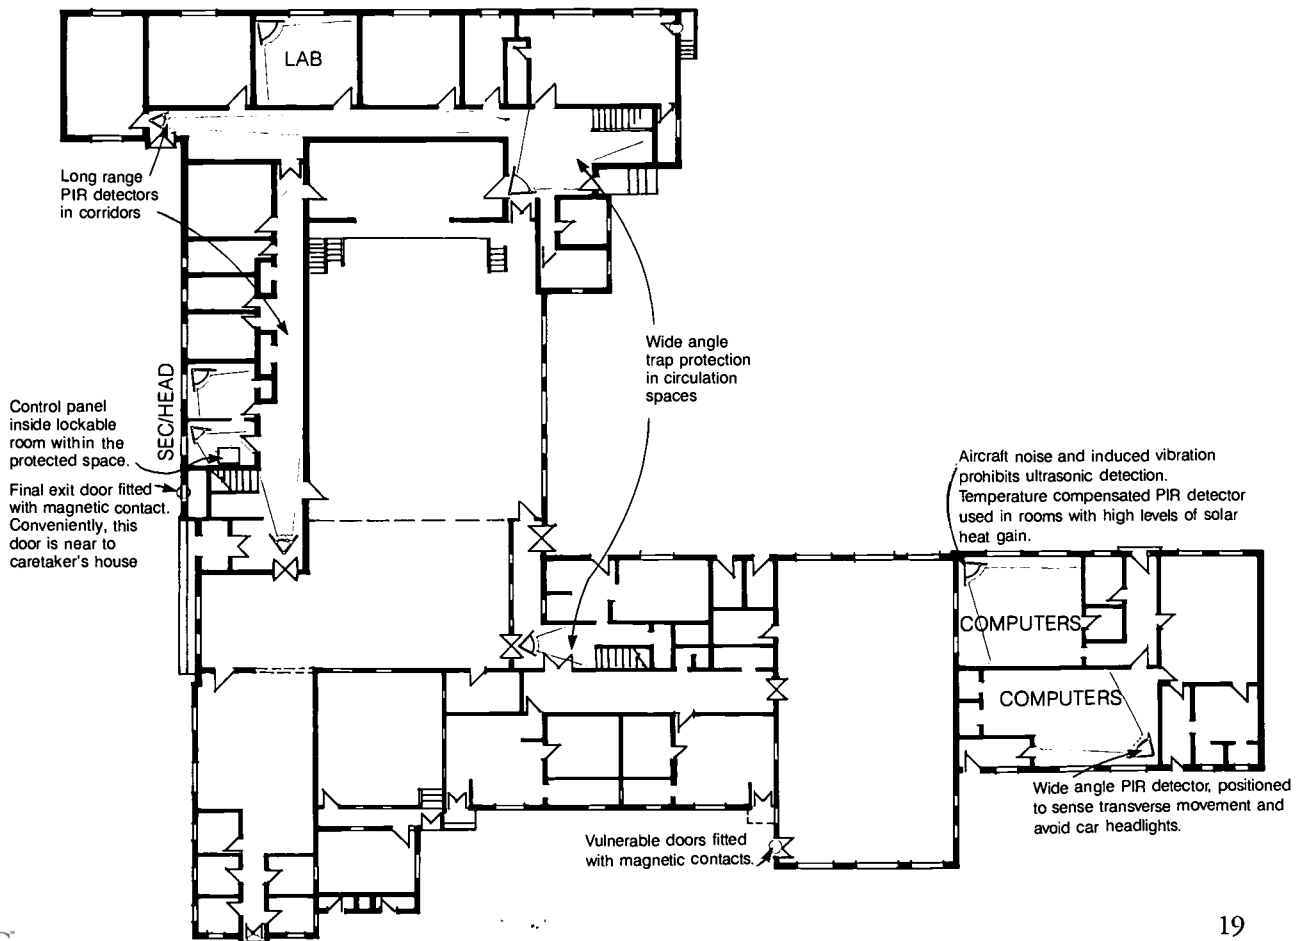 LAB
Long range
PIR detectors
in corridors
Wide angle
trap protection
in circulation
spaces
SEC/HEAD
Control panel
inside lockable
room within the
protected space.
Final exit door fitted
with magnetic contact.
Conveniently, this
door is near to
caretaker's house
Aircraft noise and induced vibration
prohibits ultrasonic detection.
Temperature compensated PIR detector
used in rooms with high levels of solar
heat gain.
COMPUTERS
COMPUTERS
Wide angle PIR detector, positioned
to sense transverse movement and
avoid car headlights.
Vulnerable doors fitted
with magnetic contacts.
19